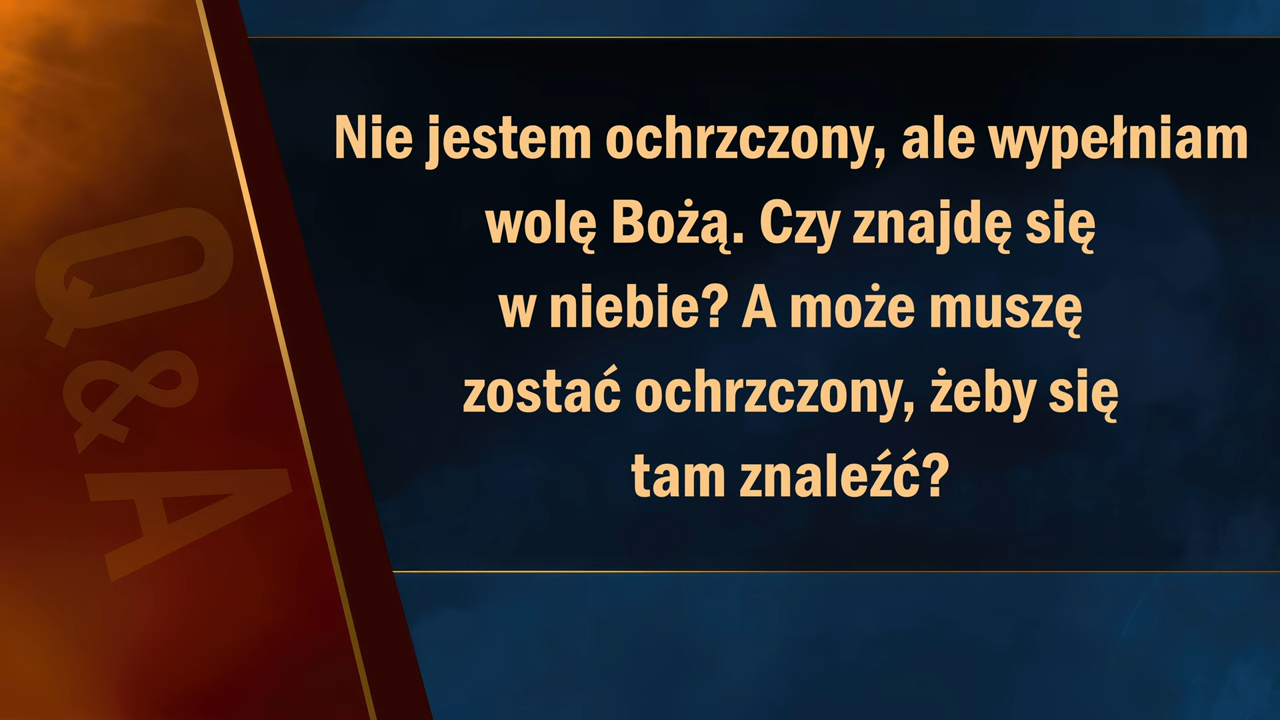 Q&A
Nie jestem ochrzczony, ale wypełniam
wolę Bożą. Czy znajdę się
w niebie? A może muszę
zostać ochrzczony, żeby się
tam znaleźć?